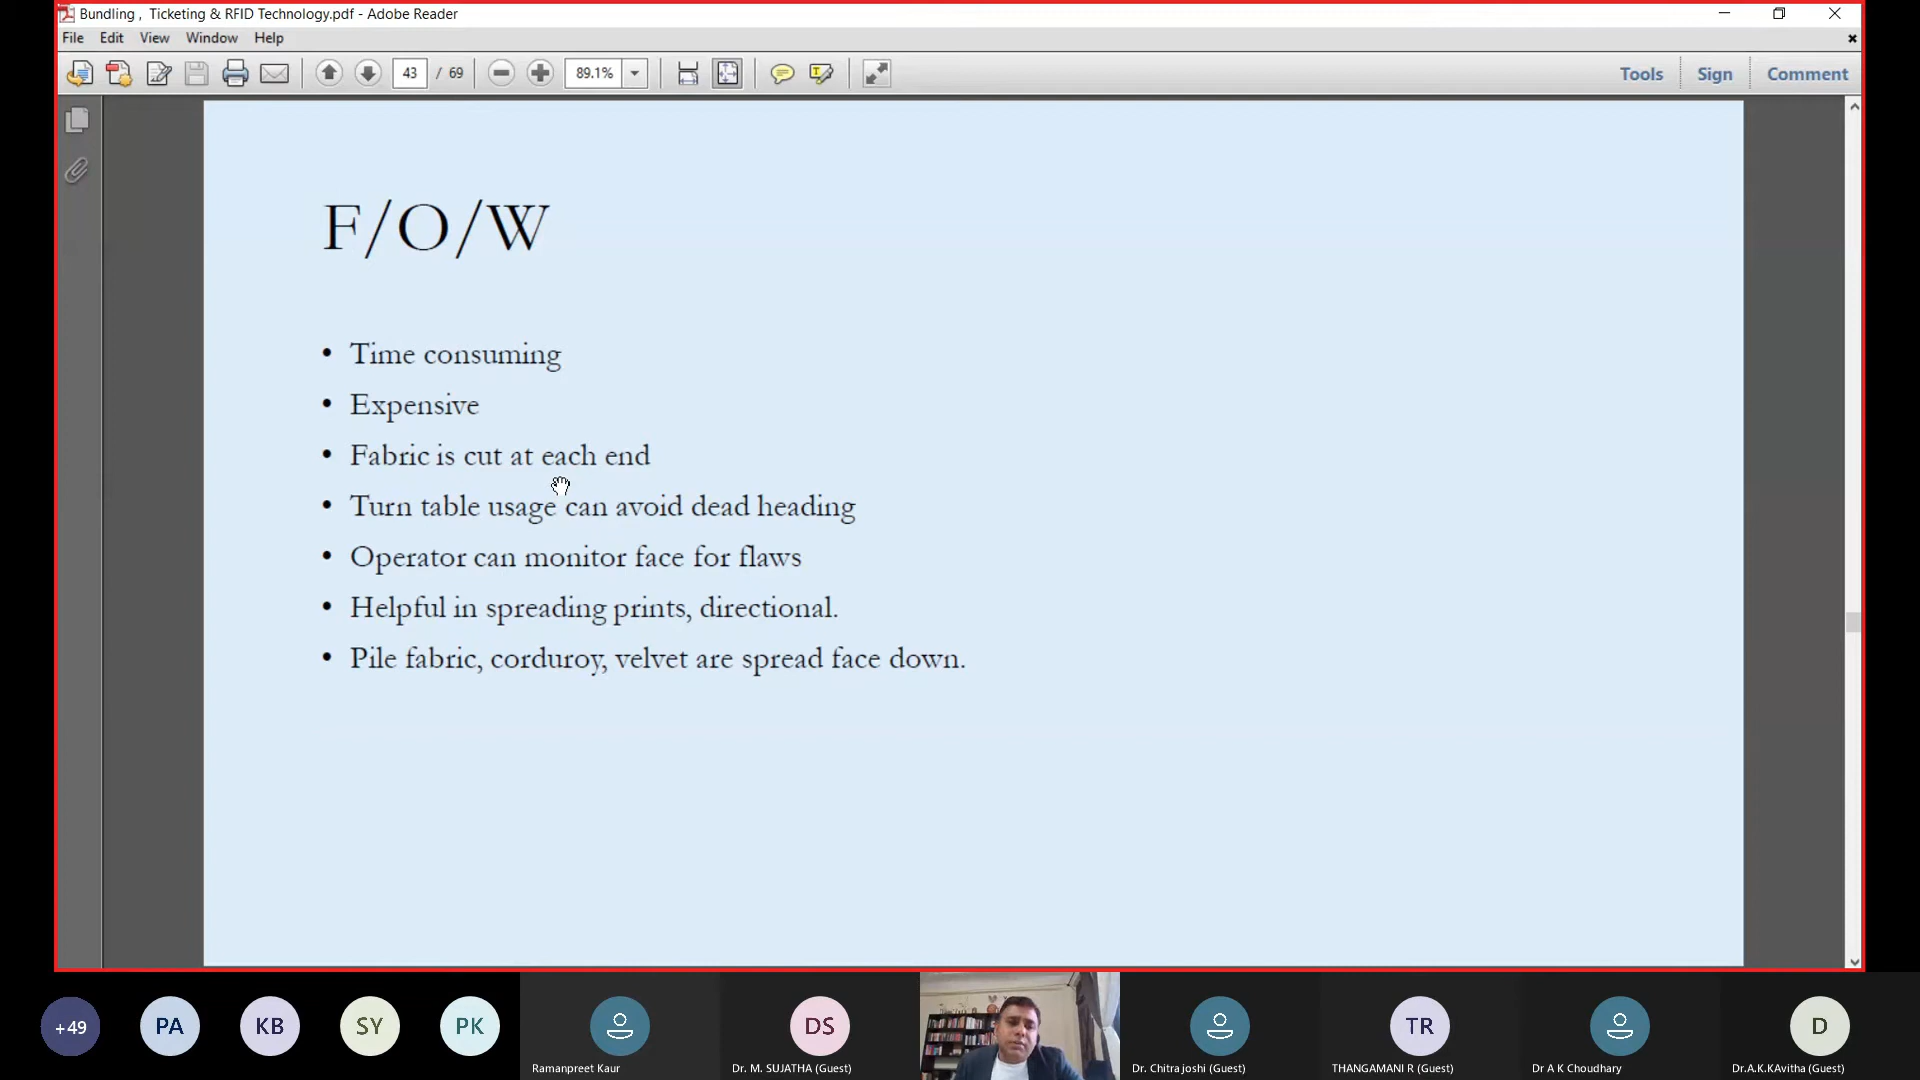 Bundling , Ticketing & RFID Technology.pdf - Adobe Reader
File Edit View Window Help
43 / 69 89.1% Tools Sign Comment
F/O/W
• Time consuming
• Expensive
• Fabric is cut at each end
• Turn table usage can avoid dead heading
• Operator can monitor face for flaws
• Helpful in spreading prints, directional.
• Pile fabric, corduroy, velvet are spread face down.
+49 PA KB SY PK DS TR D
Ramanpreet Kaur Dr. M. SUJATHA (Guest) Dr. Chitra joshi (Guest) THANGAMANI R (Guest) Dr A K Choudhary Dr.A.K.KAvitha (Guest)